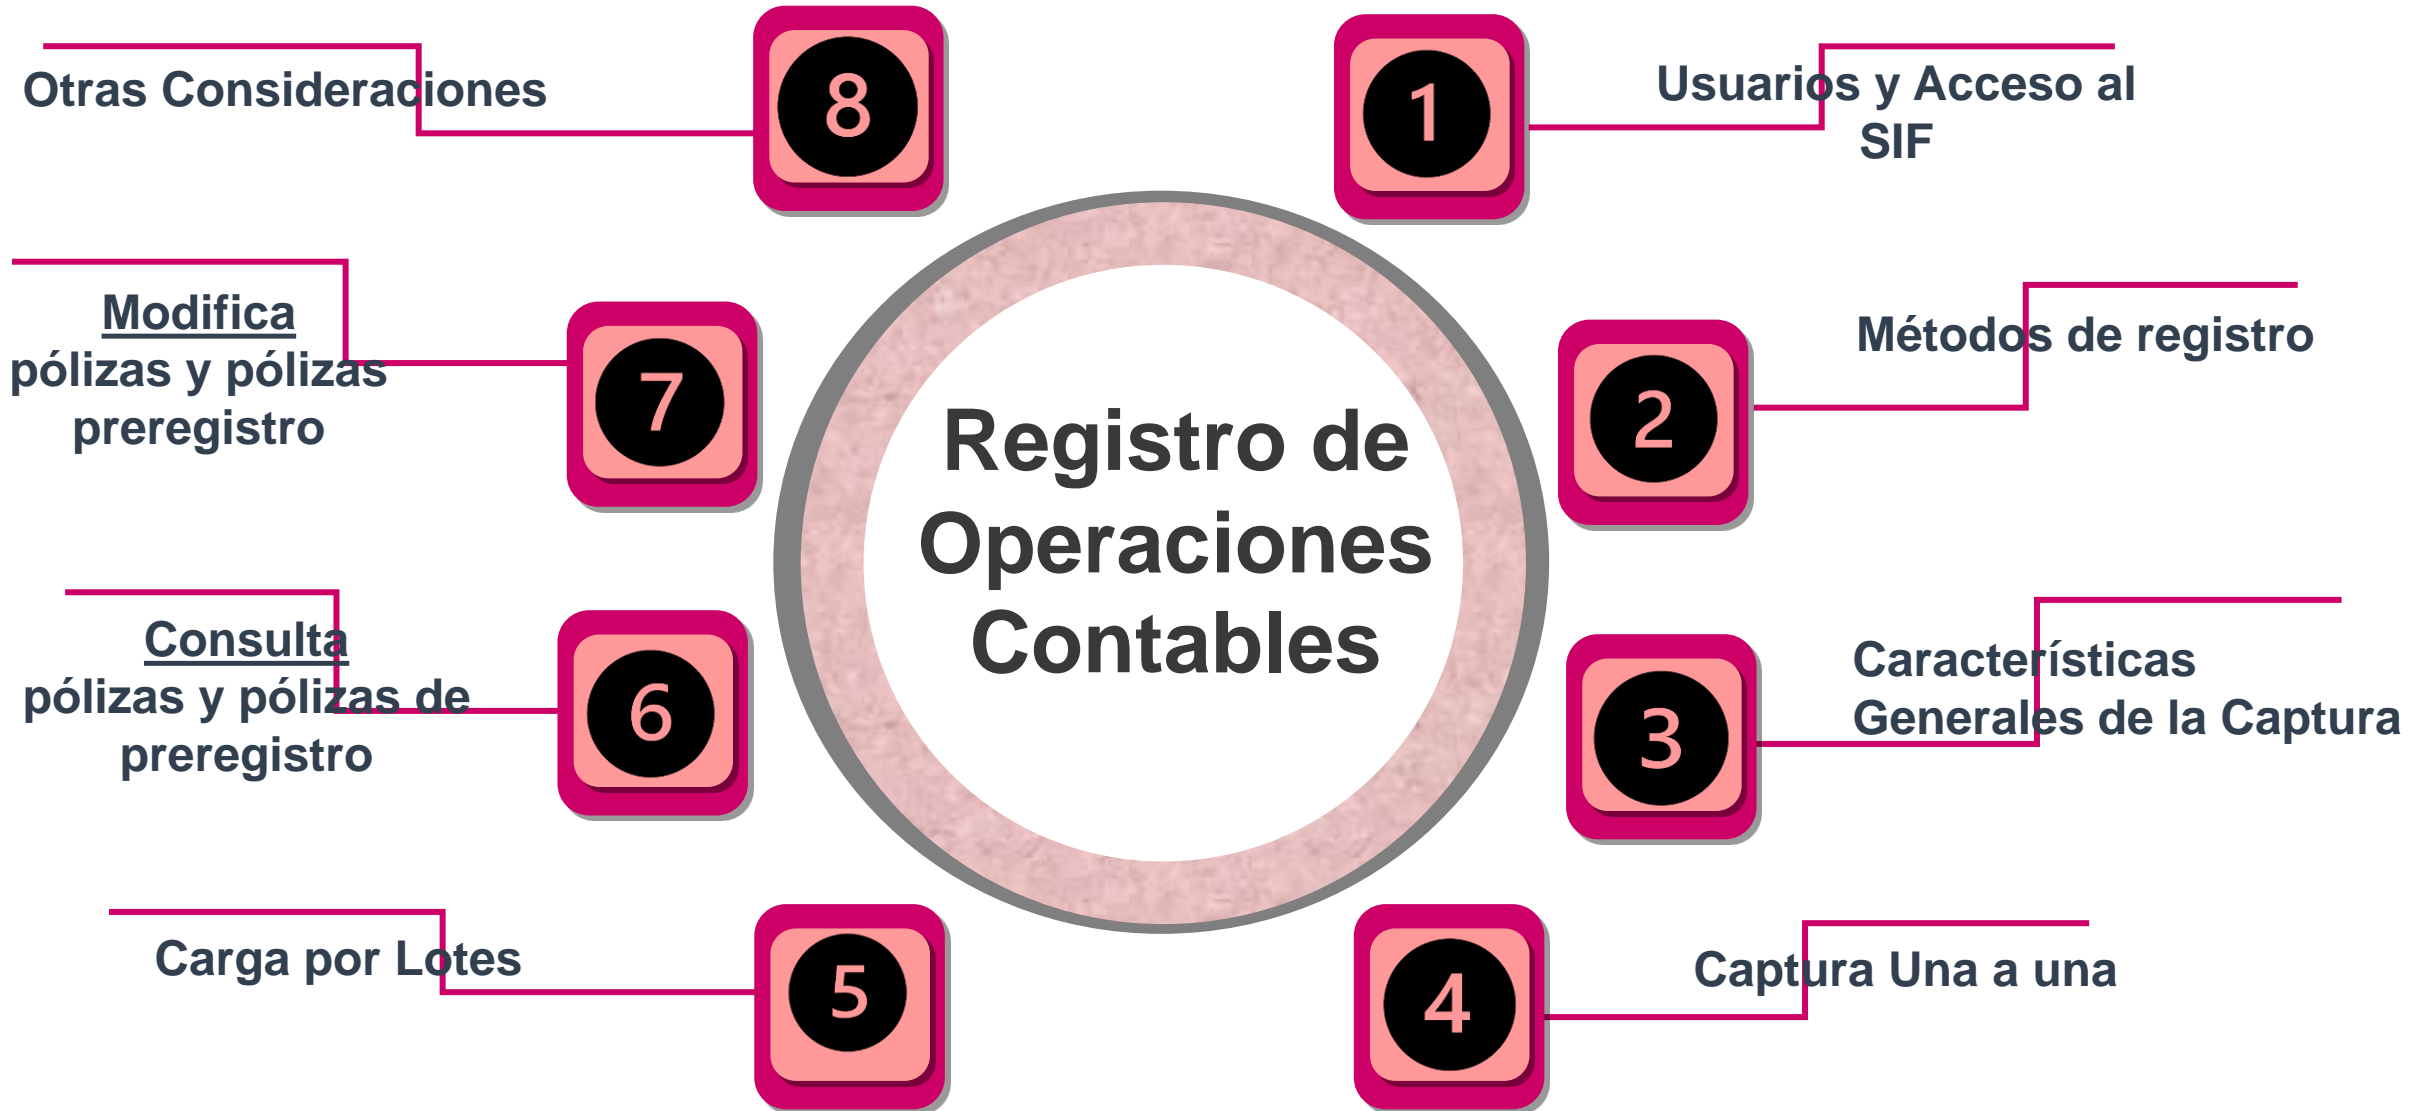 Registro de
Operaciones
Contables
1
Usuarios y Acceso al
SIF
2
Métodos de registro
3
Características
Generales de la Captura
4
Captura Una a una
5
Carga por Lotes
6
Consulta
pólizas y pólizas de
preregistro
7
Modifica
pólizas y pólizas
preregistro
8
Otras Consideraciones